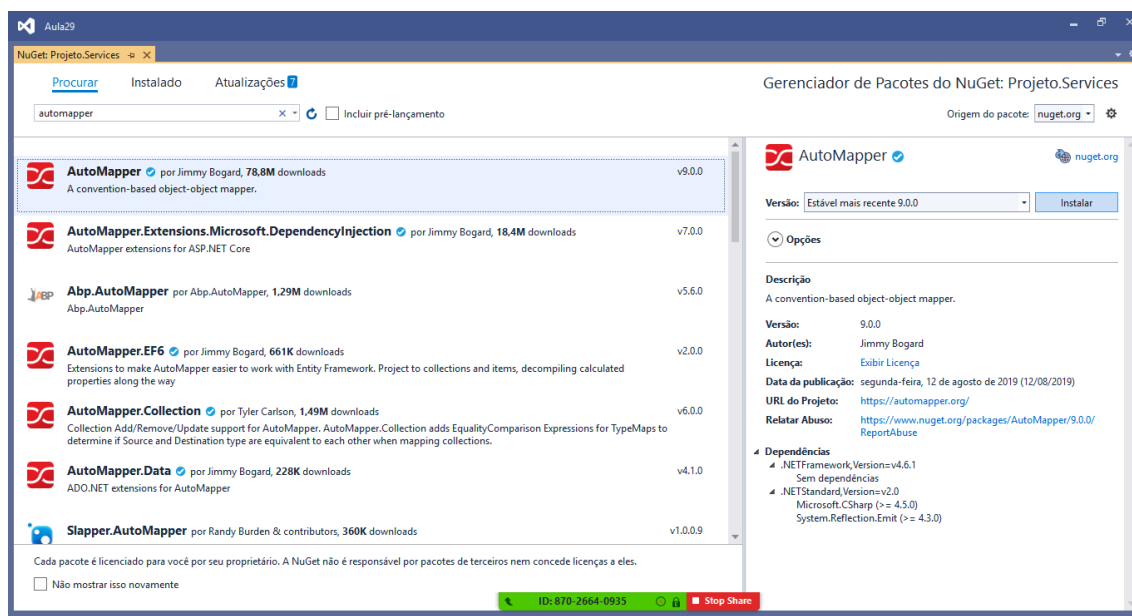 Aula29
NuGet: Projeto.Services
Procurar Instalado Atualizações 7
Gerenciador de Pacotes do NuGet: Projeto.Services
automapper
Incluir pré-lançamento
Origem do pacote: nuget.org
AutoMapper por Jimmy Bogard, 78,8M downloads v9.0.0
A convention-based object-object mapper.
AutoMapper.Extensions.Microsoft.DependencyInjection por Jimmy Bogard, 18,4M downloads v7.0.0
AutoMapper extensions for ASP.NET Core
ABP
Abp.AutoMapper por Abp.AutoMapper, 1,29M downloads v5.6.0
Abp.AutoMapper
AutoMapper.EF6 por Jimmy Bogard, 661K downloads v2.0.0
Extensions to make AutoMapper easier to work with Entity Framework. Project to collections and items, decompiling calculated
properties along the way
AutoMapper.Collection por Tyler Carlson, 1,49M downloads v6.0.0
Collection Add/Remove/Update support for AutoMapper. AutoMapper.Collection adds EqualityComparison Expressions for TypeMaps to
determine if Source and Destination type are equivalent to each other when mapping collections.
AutoMapper.Data por Jimmy Bogard, 228K downloads v4.1.0
ADO.NET extensions for AutoMapper
Slapper.AutoMapper por Randy Burden & contributors, 360K downloads v1.0.0.9
Cada pacote é licenciado para você por seu proprietário. A NuGet não é responsável por pacotes de terceiros nem concede licenças a eles.
Não mostrar isso novamente
AutoMapper
nuget.org
Versão: Estável mais recente 9.0.0 Instalar
Opções
Descrição
A convention-based object-object mapper.
Versão: 9.0.0
Autor(es): Jimmy Bogard
Licença: Exibir Licença
Data da publicação: segunda-feira, 12 de agosto de 2019 (12/08/2019)
URL do Projeto: https://automapper.org/
Relatar Abuso: https://www.nuget.org/packages/AutoMapper/9.0.0/
ReportAbuse
Dependências
.NETFramework,Version=v4.6.1
Sem dependências
.NETStandard,Version=v2.0
Microsoft.CSharp (>= 4.5.0)
System.Reflection.Emit (>= 4.3.0)
ID: 870-2664-0935 Stop Share